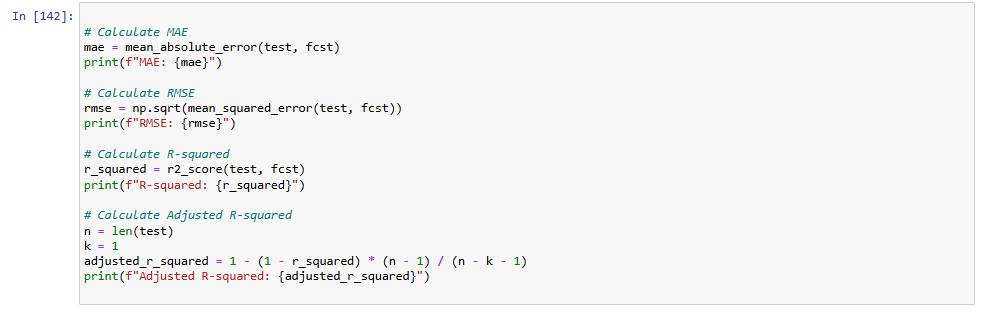 In [142]:
# Calculate MAE
mae = mean_absolute_error(test, fcst)
print(f"MAE: {mae}")
# Calculate RMSE
rmse = np.sqrt(mean_squared_error(test, fcst))
print(f"RMSE: {rmse}")
# Calculate R-squared
r_squared = r2_score(test, fcst)
print(f"R-squared: {r_squared}")
# Calculate Adjusted R-squared
n = len(test)
k = 1
adjusted_r_squared = 1 - (1 - r_squared) * (n - 1) / (n - k - 1)
print(f"Adjusted R-squared: {adjusted_r_squared}")